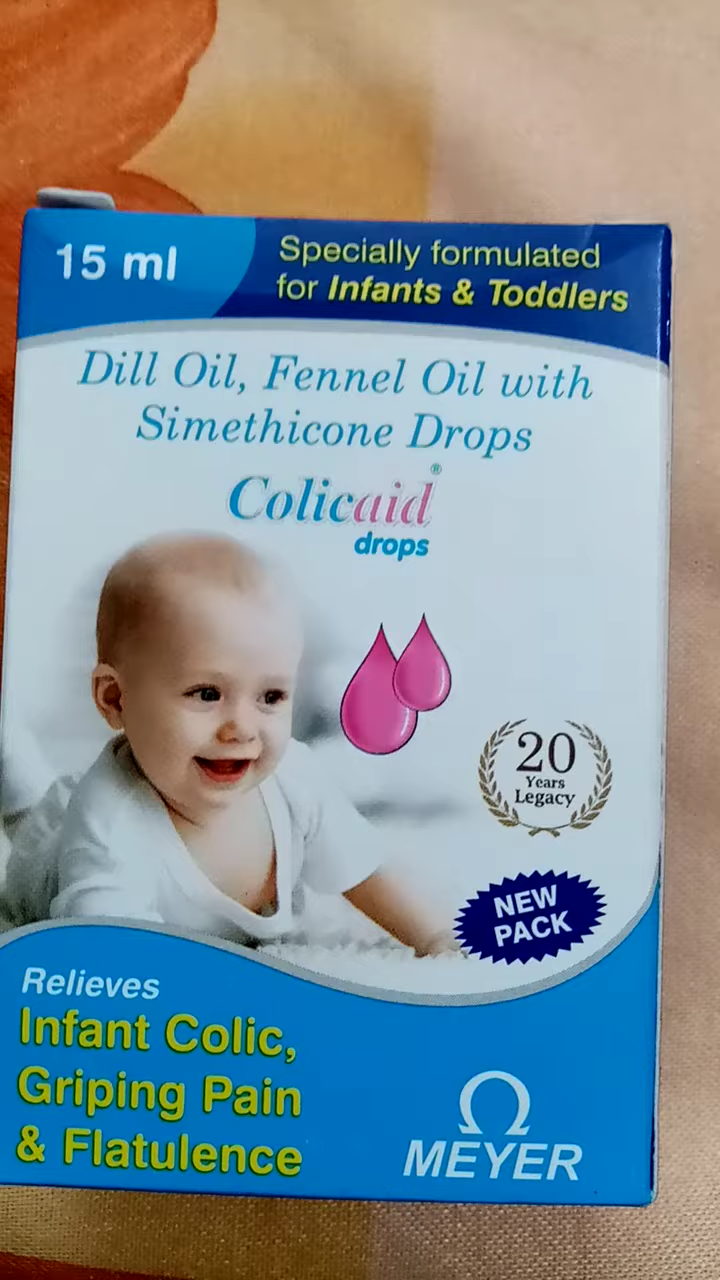 15 ml
Specially formulated
for Infants & Toddlers
Dill Oil, Fennel Oil with
Simethicone Drops
Colicaid®
drops
20
Years
Legacy
NEW
PACK
Relieves
Infant Colic,
Griping Pain
& Flatulence
MEYER